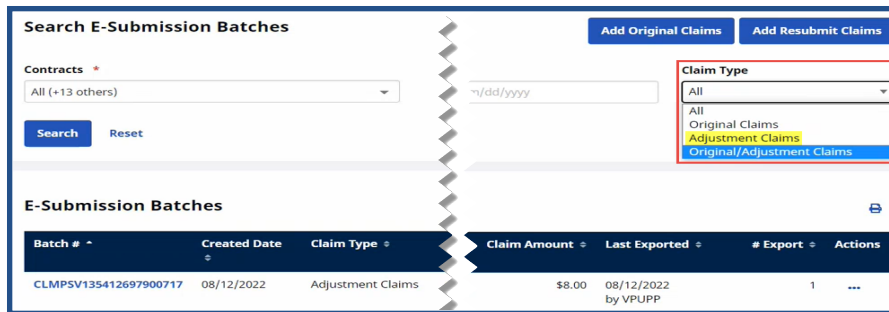 Search E-Submission Batches
Add Original Claims
Add Resubmit Claims
Contracts *
Claim Type
All (+13 others)
m/dd/yyyy
All
All
Original Claims
Adjustment Claims
Original/Adjustment Claims
Search
Reset
E-Submission Batches
Batch # Created Date Claim Type Claim Amount Last Exported # Export Actions
CLMPSV135412697900717 08/12/2022 Adjustment Claims $8.00 08/12/2022 1 ...
by VPUPP